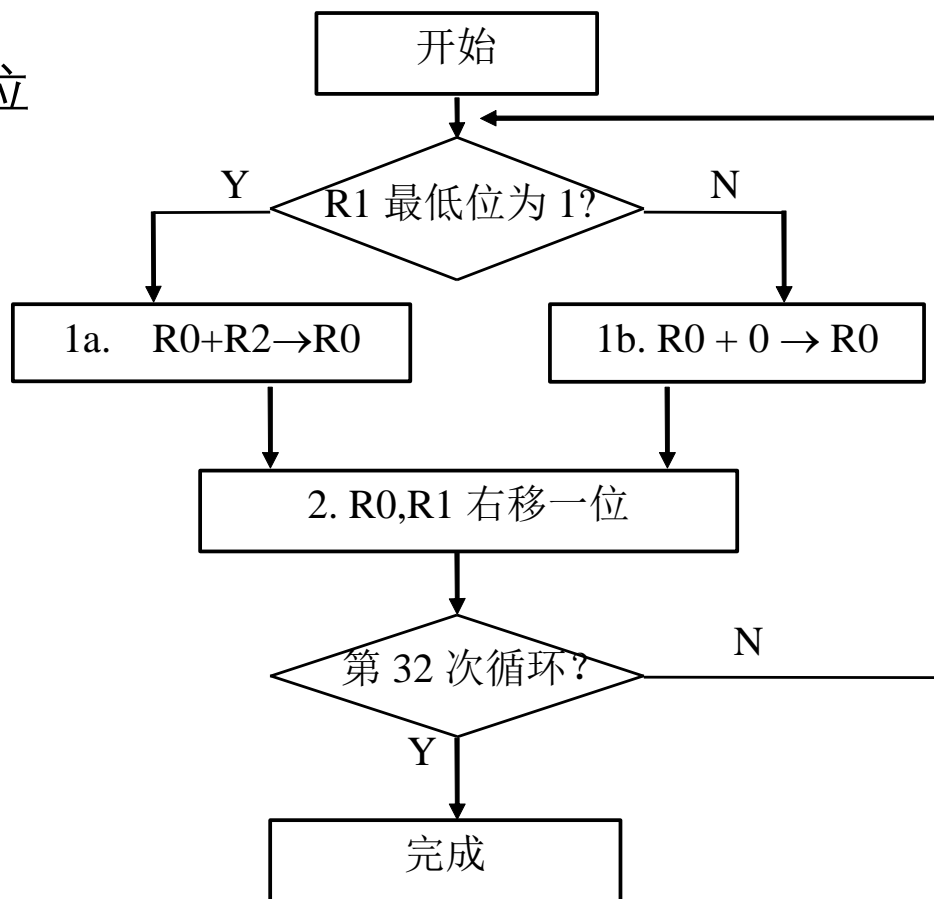 开始
位
Y
N
R1 最低位为 1?
1a. R0+R2→R0
1b. R0 + 0 → R0
2. R0,R1 右移一位
第 32 次循环?
N
Y
完成